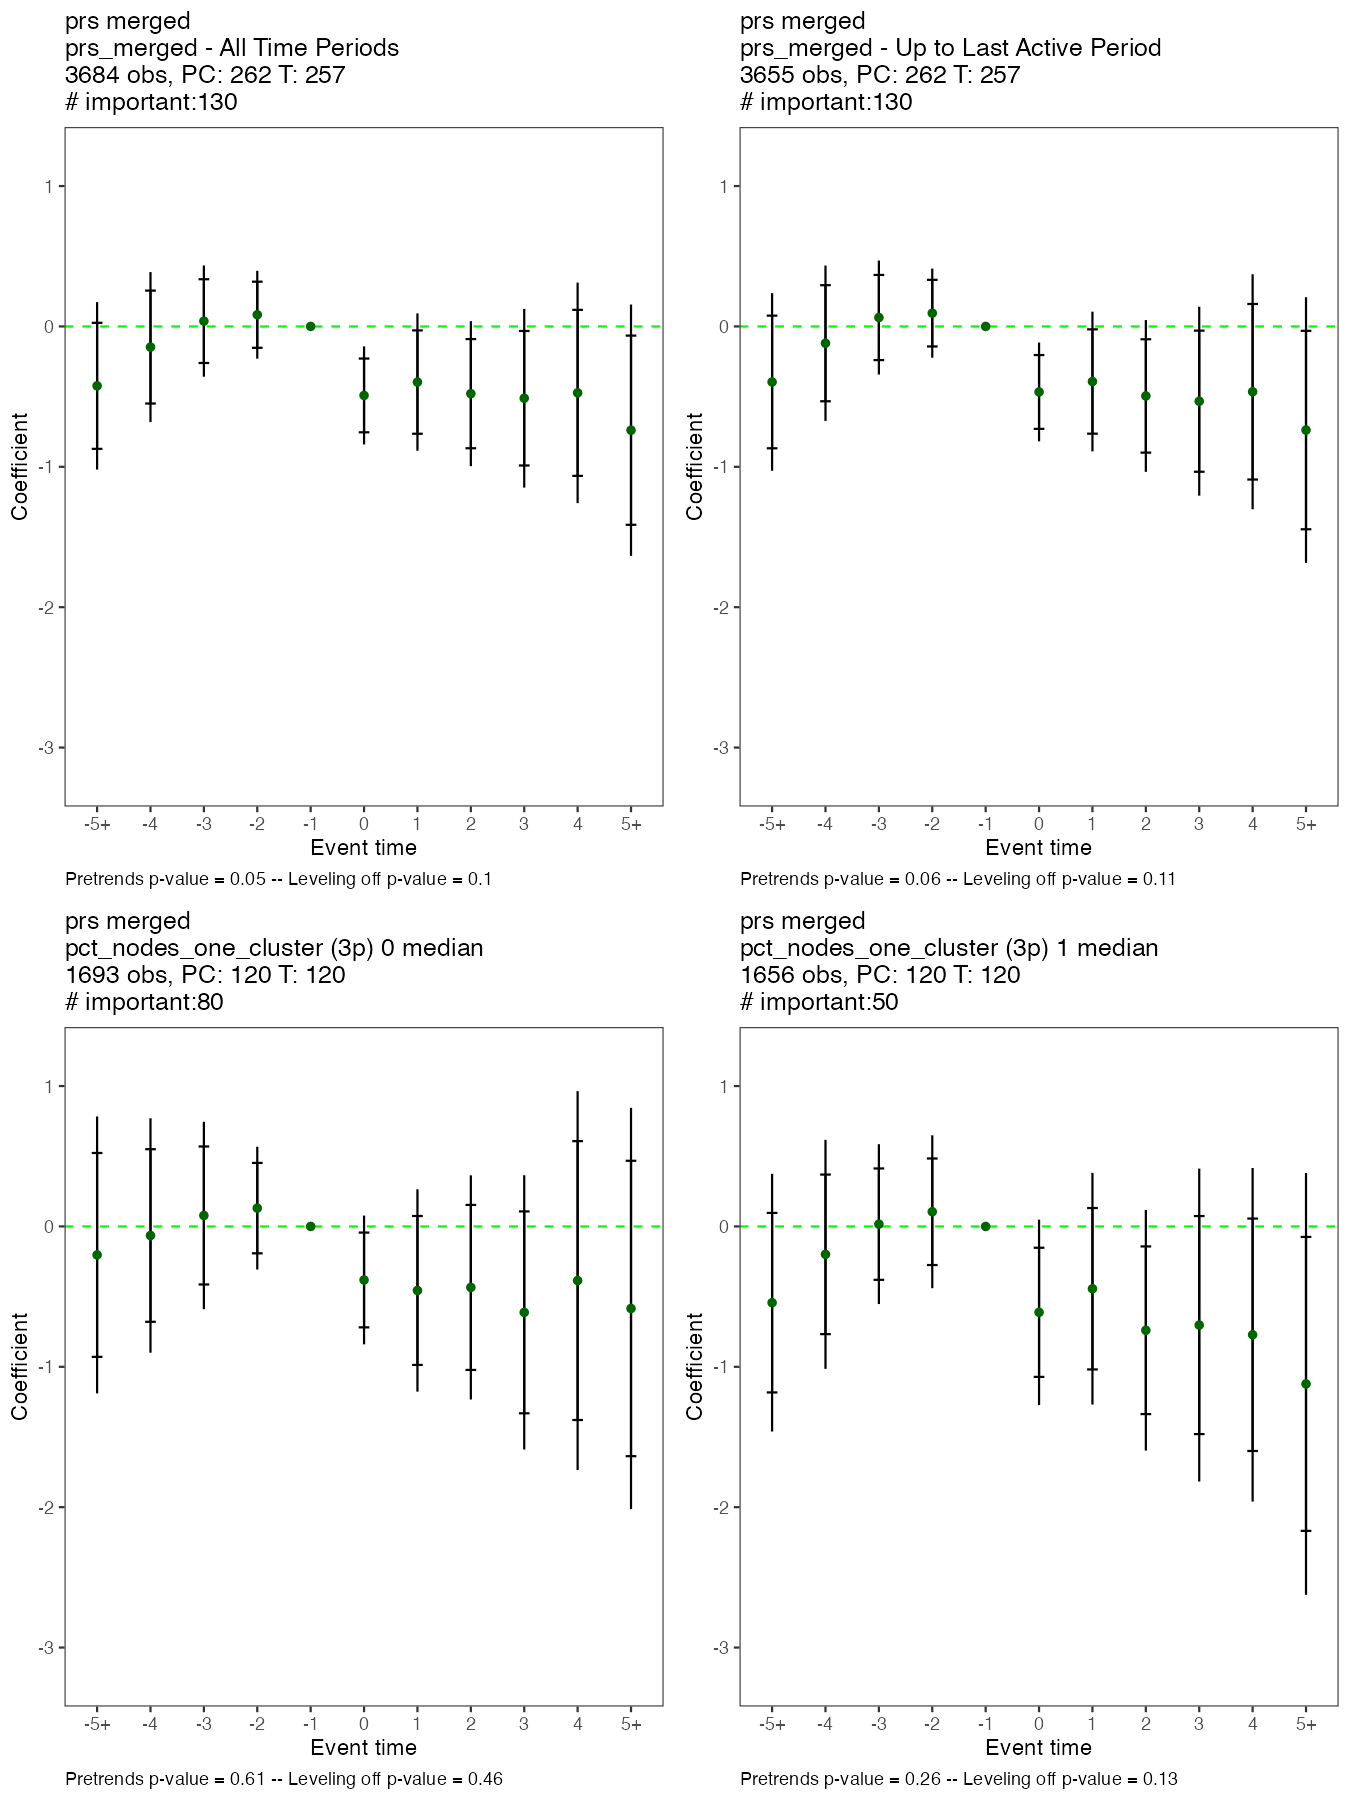 prs merged
prs_merged - All Time Periods
3684 obs, PC: 262 T: 257
# important:130
1
0
-1
-2
-3
Coefficient
-5+ -4 -3 -2 -1 0 1 2 3 4 5+
Event time
Pretrends p-value = 0.05 -- Leveling off p-value = 0.1
prs merged
prs_merged - Up to Last Active Period
3655 obs, PC: 262 T: 257
# important:130
1
0
-1
-2
-3
Coefficient
-5+ -4 -3 -2 -1 0 1 2 3 4 5+
Event time
Pretrends p-value = 0.06 -- Leveling off p-value = 0.11
prs merged
pct_nodes_one_cluster (3p) 0 median
1693 obs, PC: 120 T: 120
# important:80
1
0
-1
-2
-3
Coefficient
-5+ -4 -3 -2 -1 0 1 2 3 4 5+
Event time
Pretrends p-value = 0.61 -- Leveling off p-value = 0.46
prs merged
pct_nodes_one_cluster (3p) 1 median
1656 obs, PC: 120 T: 120
# important:50
1
0
-1
-2
-3
Coefficient
-5+ -4 -3 -2 -1 0 1 2 3 4 5+
Event time
Pretrends p-value = 0.26 -- Leveling off p-value = 0.13